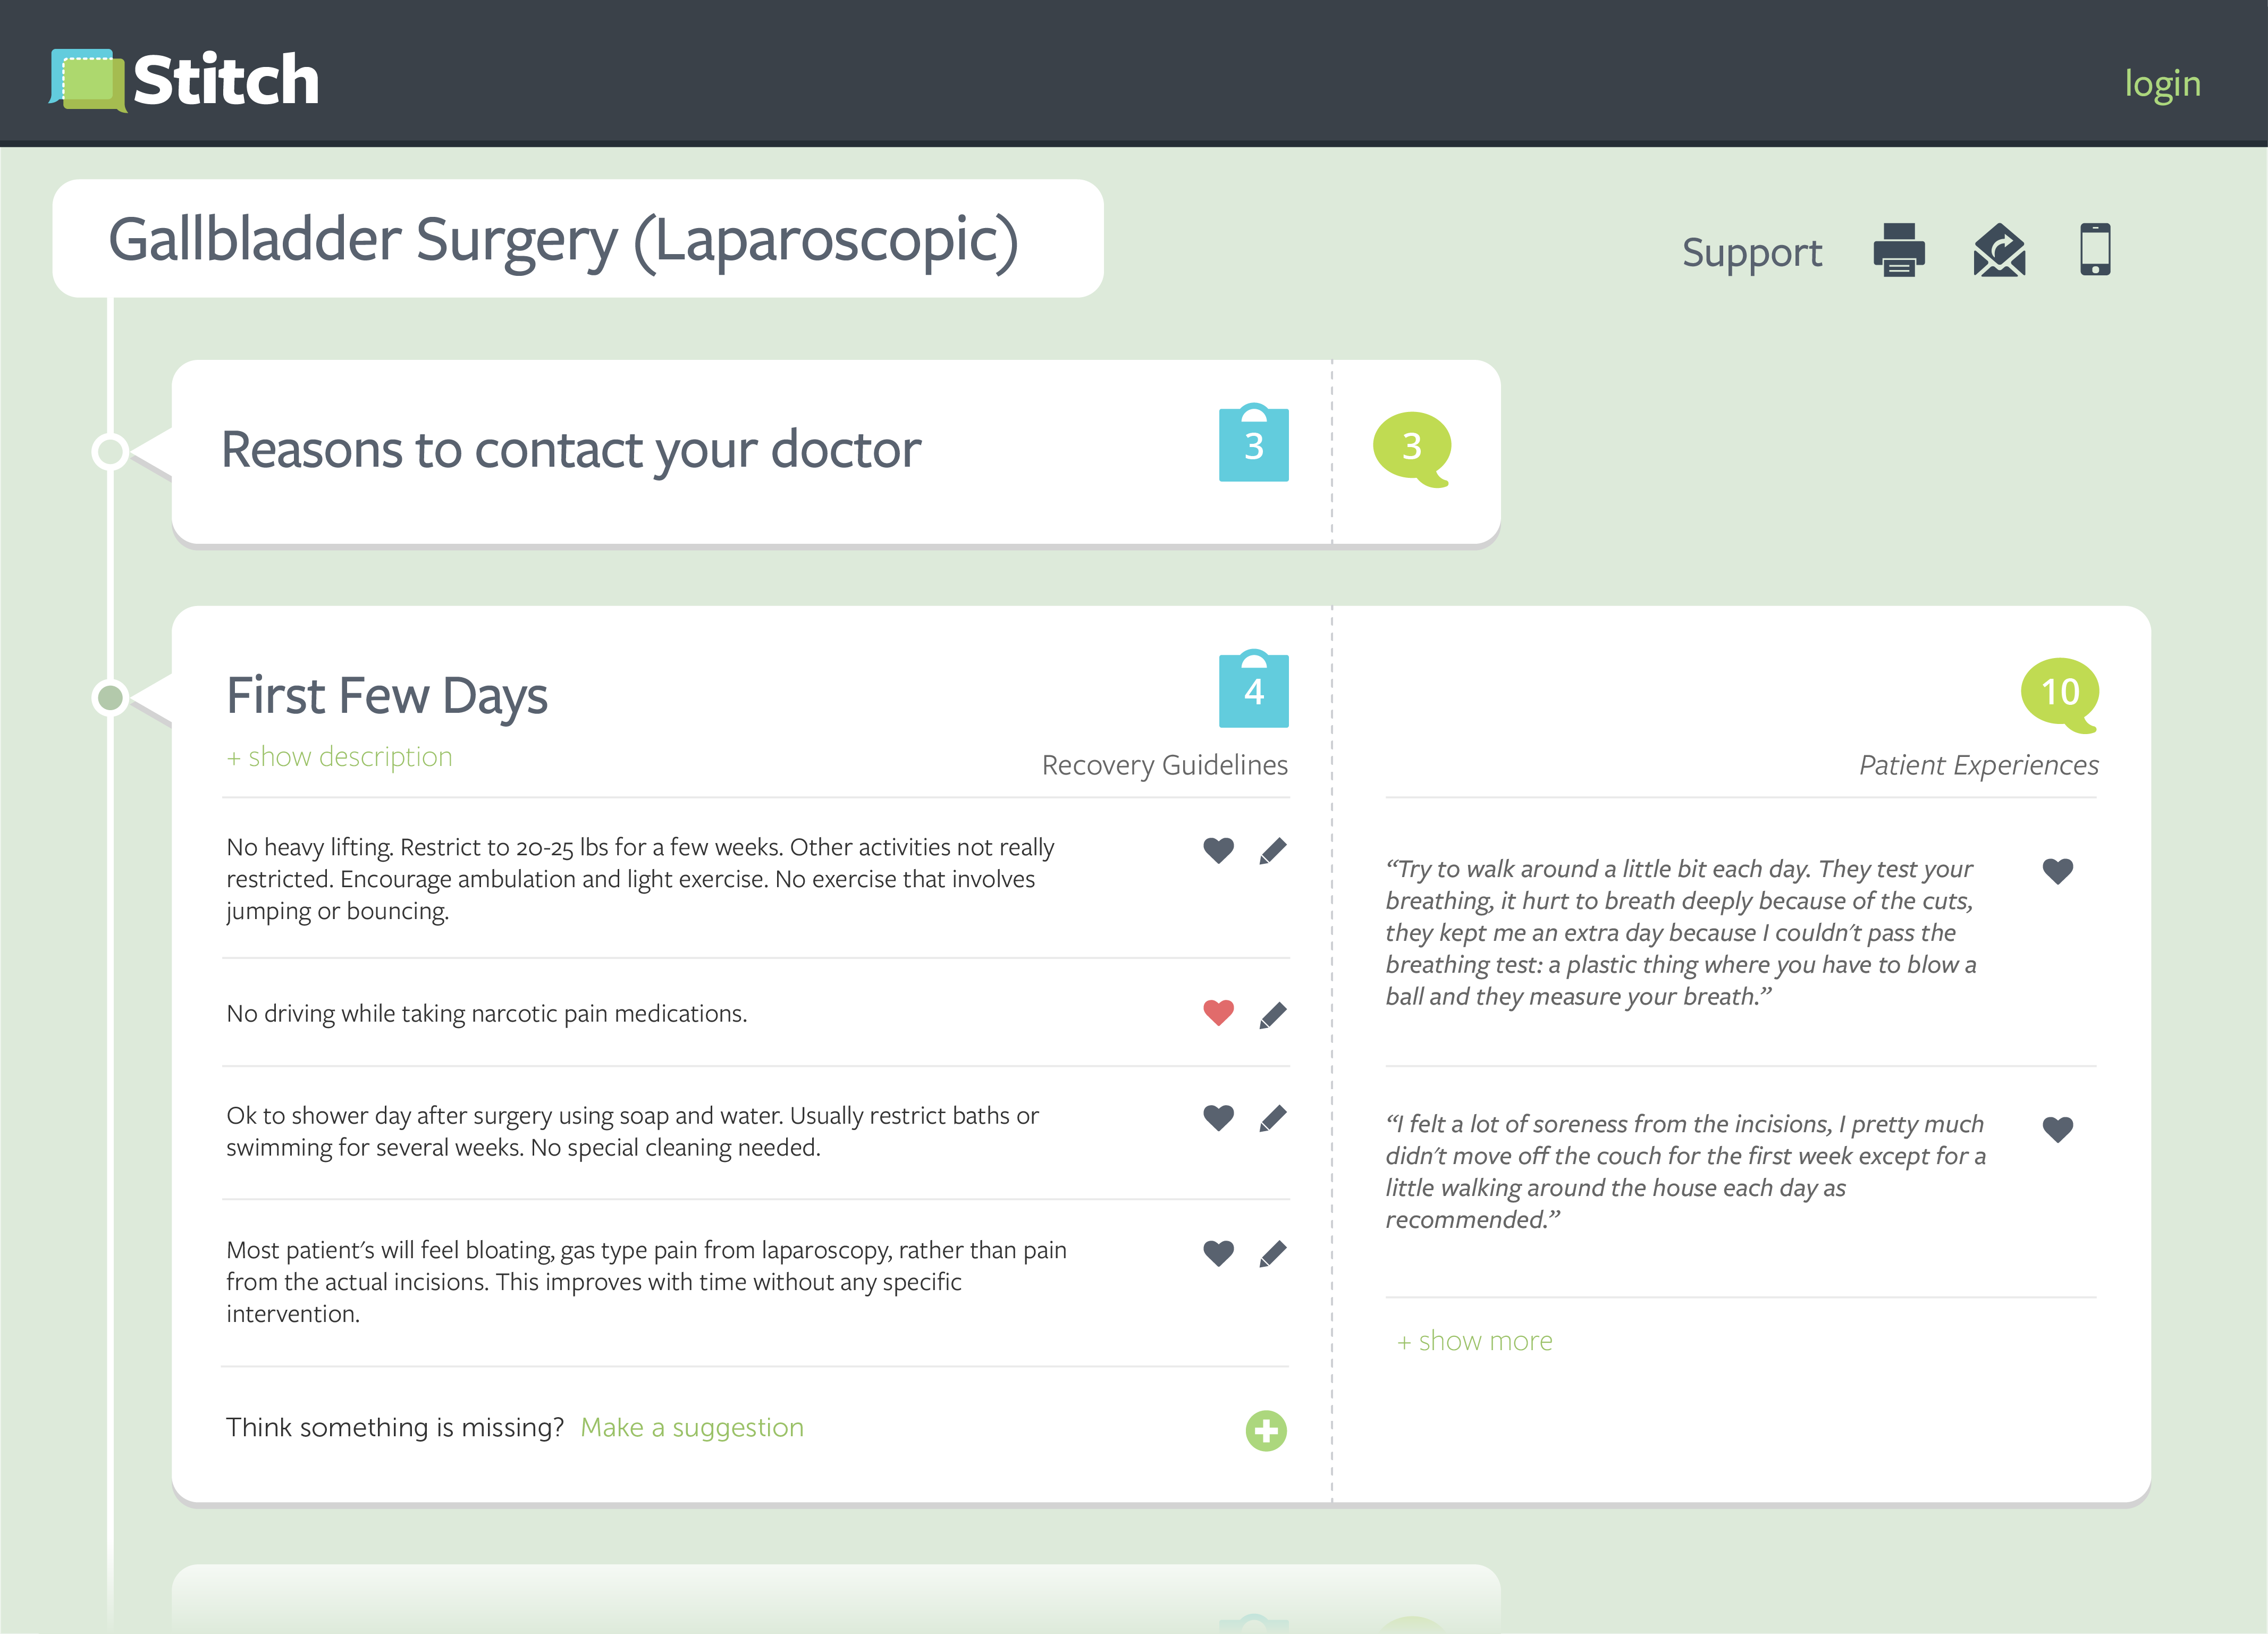 Stitch
login
Gallbladder Surgery (Laparoscopic)
Support
Reasons to contact your doctor
3
3
First Few Days
4
+ show description
Recovery Guidelines
No heavy lifting. Restrict to 20-25 lbs for a few weeks. Other activities not really
restricted. Encourage ambulation and light exercise. No exercise that involves
jumping or bouncing.
No driving while taking narcotic pain medications.
Ok to shower day after surgery using soap and water. Usually restrict baths or
swimming for several weeks. No special cleaning needed.
Most patient's will feel bloating, gas type pain from laparoscopy, rather than pain
from the actual incisions. This improves with time without any specific
intervention.
Think something is missing? Make a suggestion
10
Patient Experiences
“Try to walk around a little bit each day. They test your
breathing, it hurt to breath deeply because of the cuts,
they kept me an extra day because I couldn't pass the
breathing test: a plastic thing where you have to blow a
ball and they measure your breath.”
“I felt a lot of soreness from the incisions, I pretty much
didn't move off the couch for the first week except for a
little walking around the house each day as
recommended.”
+ show more